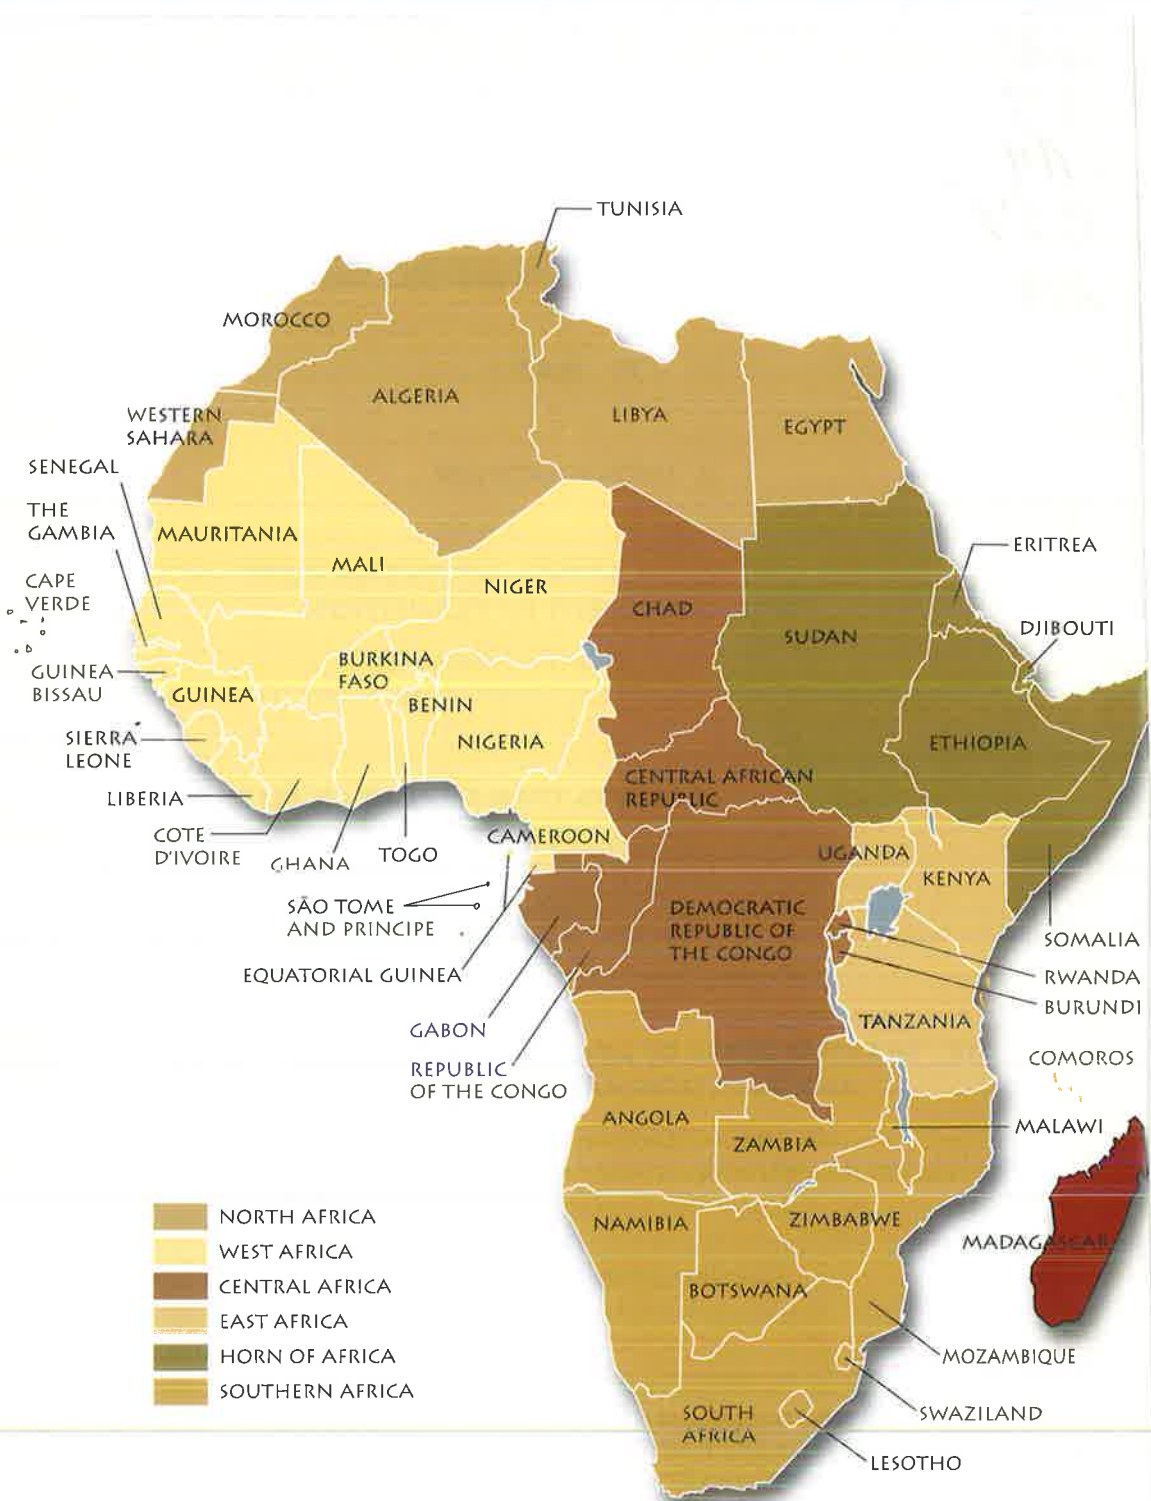 TUNISIA
MOROCCO
ALGERIA
LIBYA
EGYPT
WESTERN
SAHARA
SENEGAL
THE
GAMBIA
MAURITANIA
MALI
NIGER
CHAD
SUDAN
ERITREA
DJIBOUTI
CAPE
VERDE
GUINEA
BISSAU
GUINEA
BURKINA
FASO
BENIN
NIGERIA
ETHIOPIA
SIERRA
LEONE
LIBERIA
COTE
D'IVOIRE
GHANA
TOGO
CAMEROON
CENTRAL AFRICAN
REPUBLIC
UGANDA
KENYA
SÃO TOME
AND PRINCIPE
DEMOCRATIC
REPUBLIC OF
THE CONGO
SOMALIA
RWANDA
BURUNDI
EQUATORIAL GUINEA
GABON
REPUBLIC
OF THE CONGO
TANZANIA
COMOROS
ANGOLA
ZAMBIA
MALAWI
NAMIBIA
ZIMBABWE
MADAGASCAR
BOTSWANA
MOZAMBIQUE
SWAZILAND
SOUTH
AFRICA
LESOTHO
NORTH AFRICA
WEST AFRICA
CENTRAL AFRICA
EAST AFRICA
HORN OF AFRICA
SOUTHERN AFRICA